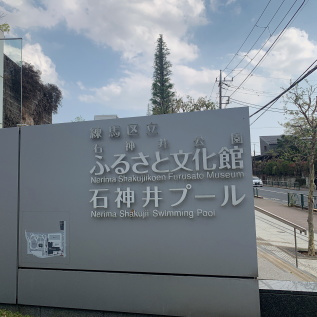 練馬区立
石神井公園
ふるさと文化館
Nerima Shakujiikoen Furusato Museum
石神井プール
Nerima Shakujii Swimming Pool